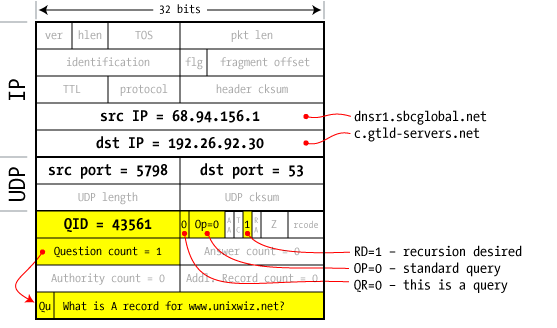 32 bits
ver hlen TOS pkt len
identification flg fragment offset
TTL protocol header cksum
IP
src IP = 68.94.156.1
dnsr1.sbcglobal.net
dst IP = 192.26.92.30
c.gtld-servers.net
UDP
src port = 5798 dst port = 53
UDP length UDP cksum
QID = 43561 0 Op=0 AA TC 1 RA Z rcode
Question count = 1 Answer count = 0
RD=1 – recursion desired
Authority count = 0 Addl. Record count = 0
OP=0 – standard query
QR=0 – this is a query
Qu What is A record for www.unixwiz.net?